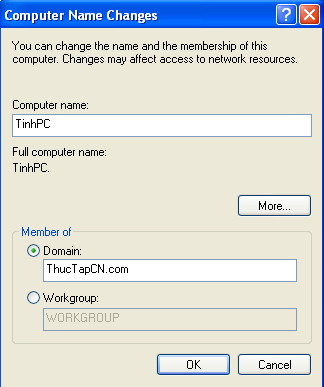 Computer Name Changes
You can change the name and the membership of this
computer. Changes may affect access to network resources.
Computer name:
TinhPC
Full computer name:
TinhPC.
More...
Member of
Domain:
ThucTapCN.com
Workgroup:
WORKGROUP
OK
Cancel